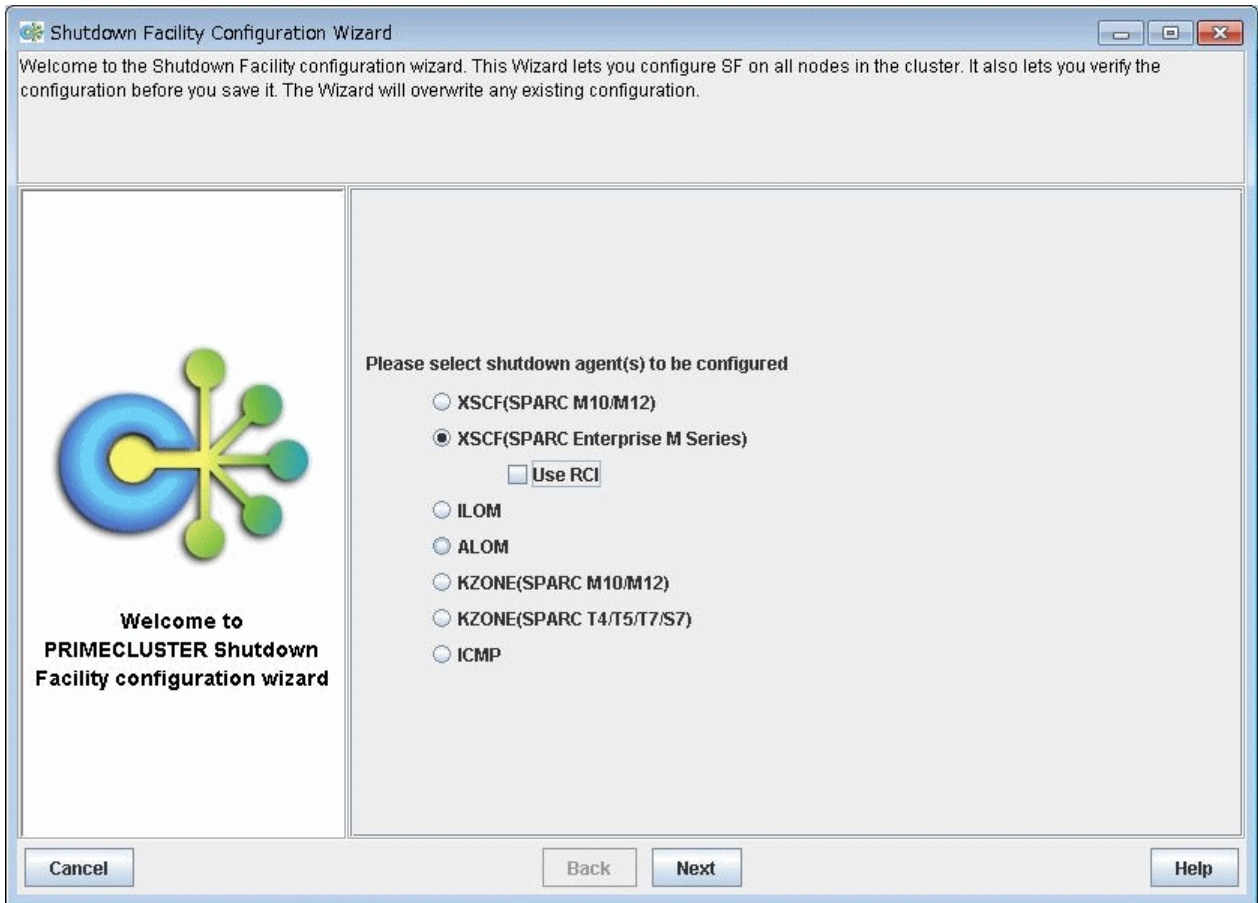 Shutdown Facility Configuration Wizard
Welcome to the Shutdown Facility configuration wizard. This Wizard lets you configure SF on all nodes in the cluster. It also lets you verify the
configuration before you save it. The Wizard will overwrite any existing configuration.
Please select shutdown agent(s) to be configured
XSCF(SPARC M10/M12)
XSCF(SPARC Enterprise M Series)
Use RCI
ILOM
ALOM
KZONE(SPARC M10/M12)
KZONE(SPARC T4/T5/T7/S7)
ICMP
Welcome to
PRIMECLUSTER Shutdown
Facility configuration wizard
Cancel
Back
Next
Help